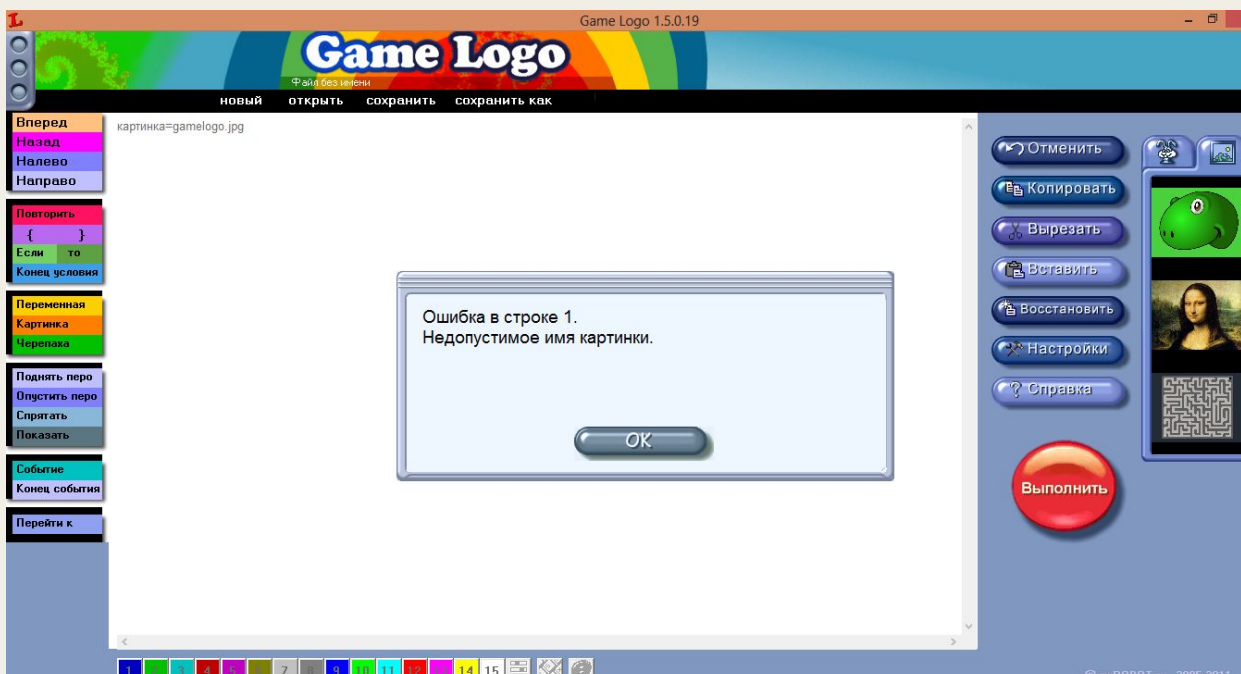 Game Logo 1.5.0.19
Game Logo
Файл без имени
новый открыть сохранить сохранить как
Вперед
Назад
Налево
Направо
Повторить
{ }
Если то
Конец условия
Переменная
Картинка
Черепаха
Поднять перо
Опустить перо
Спрятать
Показать
Событие
Конец события
Перейти к
картинка=gamelogo.jpg
Ошибка в строке 1.
Недопустимое имя картинки.
OK
Отменить
Копировать
Вырезать
Вставить
Восстановить
Настройки
Справка
Выполнить
1 2 3 4 5 6 7 8 9 10 11 12 13 14 15
2005-2011